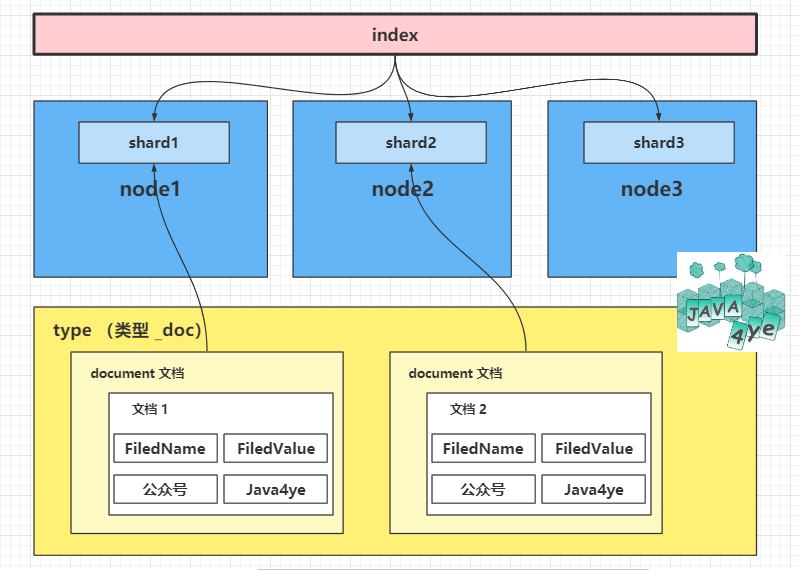 index
shard1
shard2
shard3
node1
node2
node3
JAVA
4ye
type （类型 _doc）
document 文档
document 文档
文档 1
文档 2
FiledName
FiledValue
FiledName
FiledValue
公众号
Java4ye
公众号
Java4ye